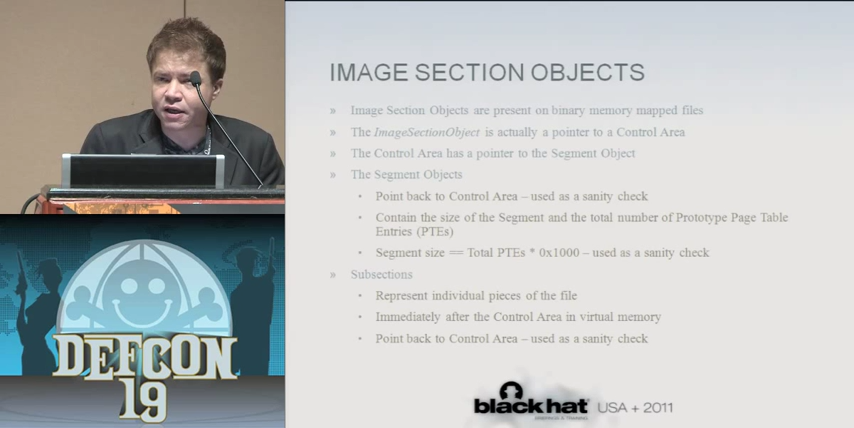 IMAGE SECTION OBJECTS
» Image Section Objects are present on binary memory mapped files
» The ImageSectionObject is actually a pointer to a Control Area
» The Control Area has a pointer to the Segment Object
» The Segment Objects
• Point back to Control Area – used as a sanity check
• Contain the size of the Segment and the total number of Prototype Page Table
Entries (PTEs)
• Segment size == Total PTEs * 0x1000 – used as a sanity check
» Subsections
• Represent individual pieces of the file
• Immediately after the Control Area in virtual memory
• Point back to Control Area – used as a sanity check
DEFCON
19
black hat USA + 2011